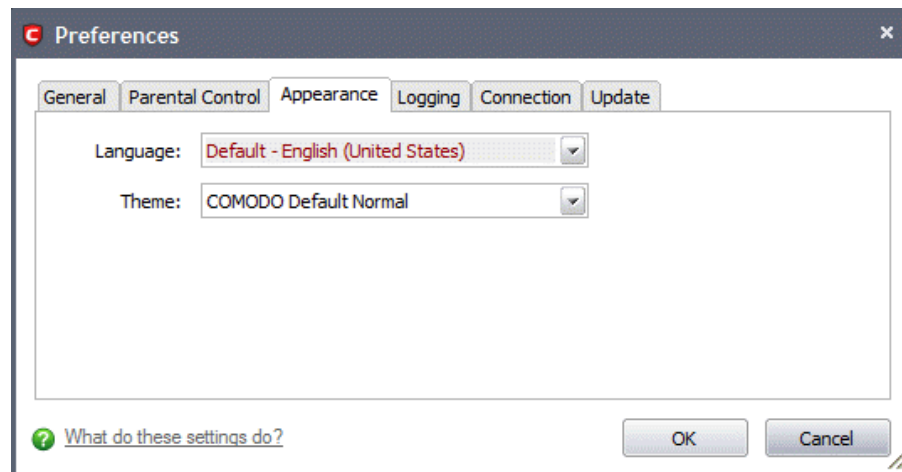 Preferences
General Parental Control Appearance Logging Connection Update
Language: Default - English (United States)
Theme: COMODO Default Normal
What do these settings do? OK Cancel